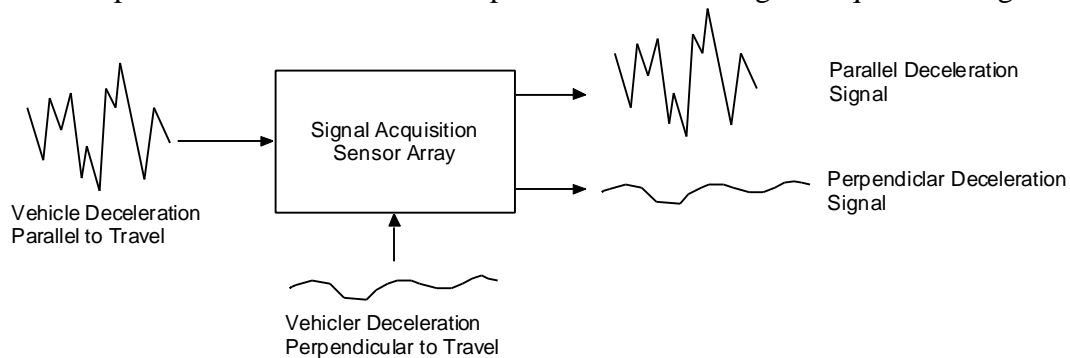 Parallel Deceleration
Signal
Signal Acquisition
Sensor Array
Perpendiclar Deceleration
Signal
Vehicle Deceleration
Parallel to Travel
Vehicler Deceleration
Perpendicular to Travel